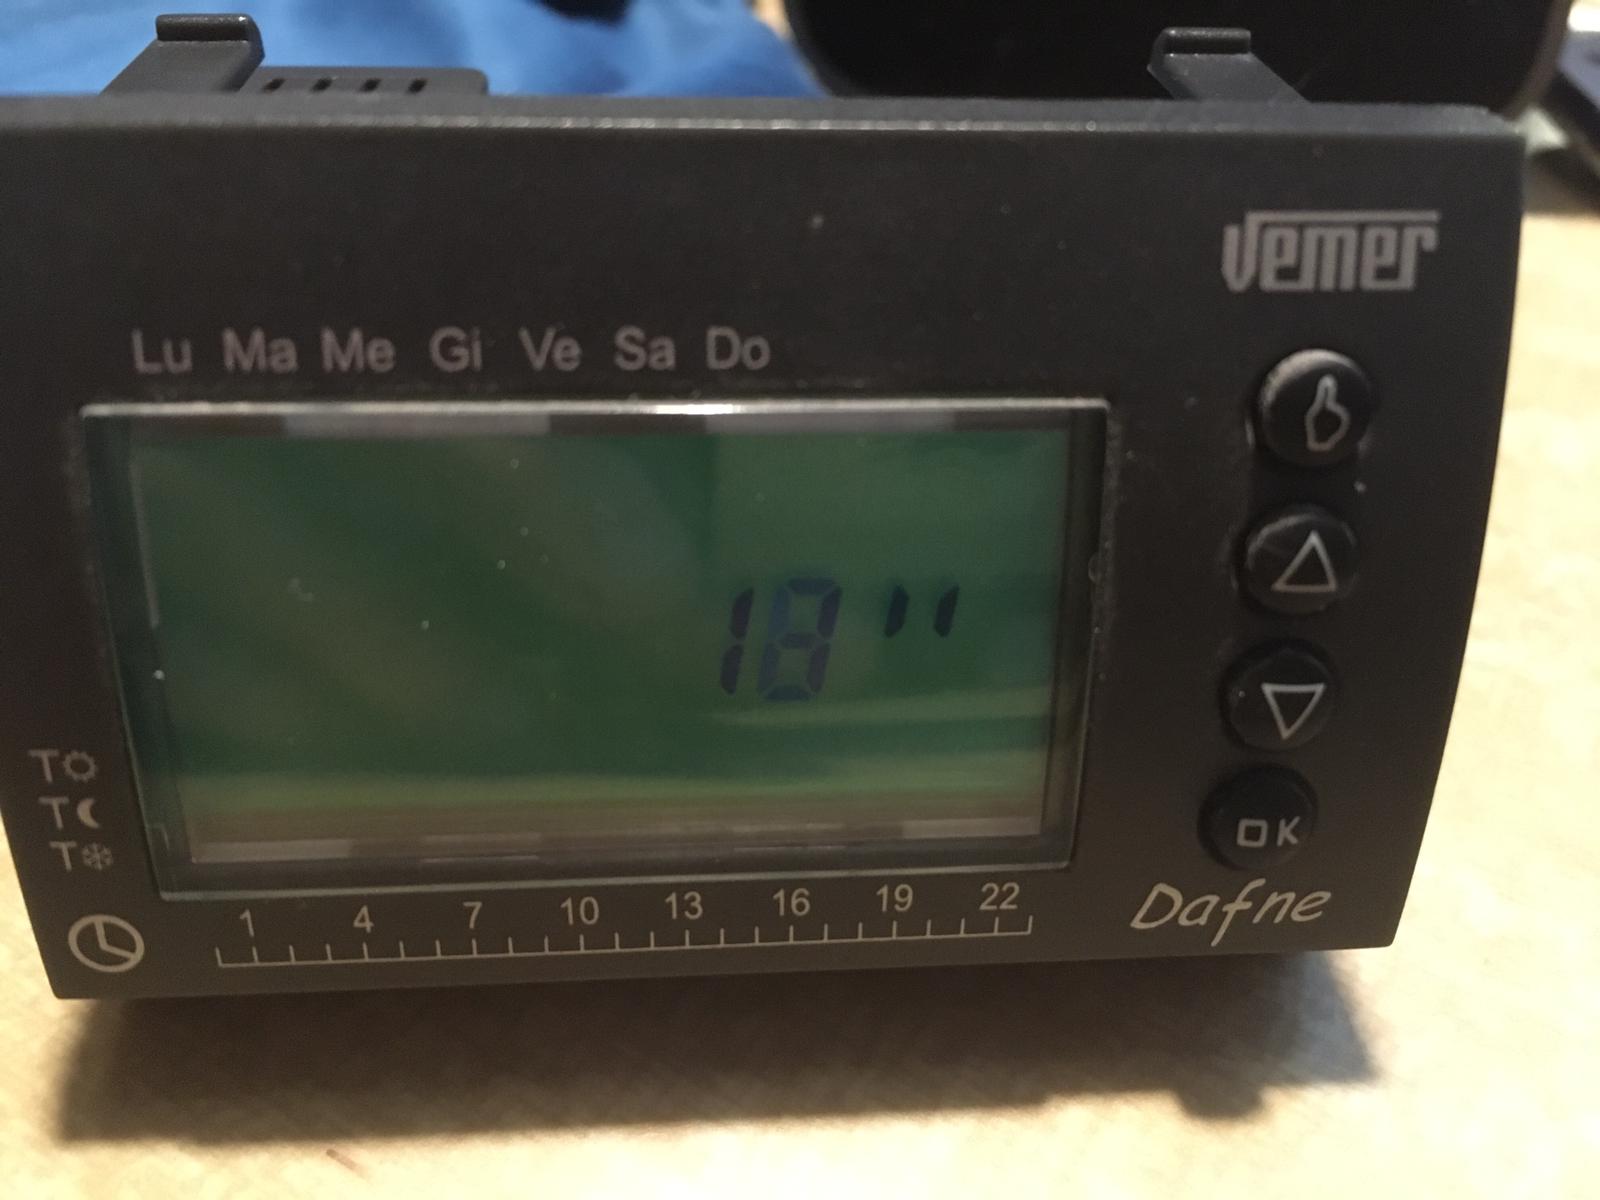 Vemer
Lu Ma Me Gi Ve Sa Do
18"
T
T
T
OK
1 4 7 10 13 16 19 22
Dafne